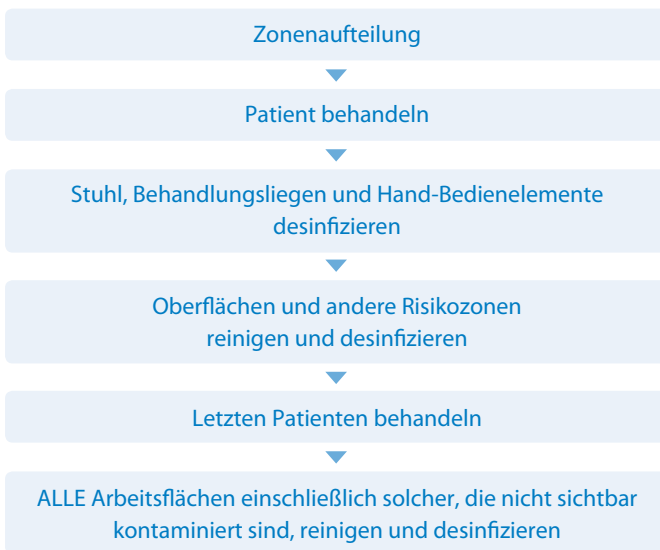 Zonenaufteilung
Patient behandeln
Stuhl, Behandlungsliegen und Hand-Bedienelemente
desinfizieren
Oberflächen und andere Risikozonen
reinigen und desinfizieren
Letzten Patienten behandeln
ALLE Arbeitsflächen einschließlich solcher, die nicht sichtbar
kontaminiert sind, reinigen und desinfizieren